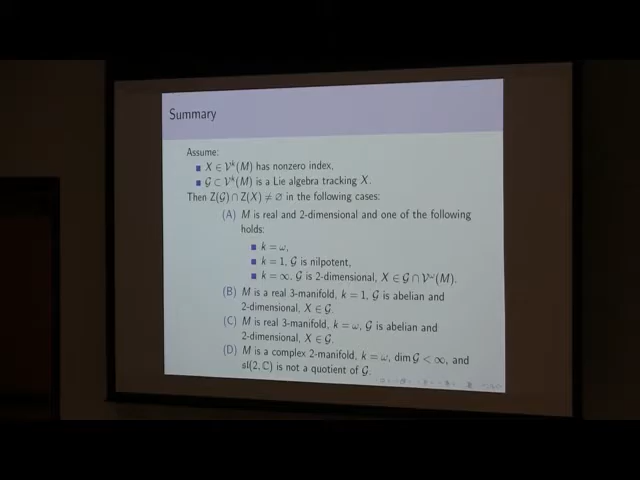 Summary
Assume:
X ∈ 𝒱ᵏ(M) has nonzero index,
𝒢 ⊂ 𝒱ᵏ(M) is a Lie algebra tracking X.
Then Z(𝒢) ∩ Z(X) ≠ ∅ in the following cases:
(A) M is real and 2-dimensional and one of the following
holds:
k = ω,
k = 1, 𝒢 is nilpotent,
k = ∞, 𝒢 is 2-dimensional, X ∈ 𝒢 ∩ 𝒱^ω(M).
(B) M is a real 3-manifold, k = 1, 𝒢 is abelian and
2-dimensional, X ∈ 𝒢.
(C) M is real 3-manifold, k = ω, 𝒢 is abelian and
2-dimensional, X ∈ 𝒢.
(D) M is a complex 2-manifold, k = ω, dim 𝒢 < ∞, and
sl(2, ℂ) is not a quotient of 𝒢.